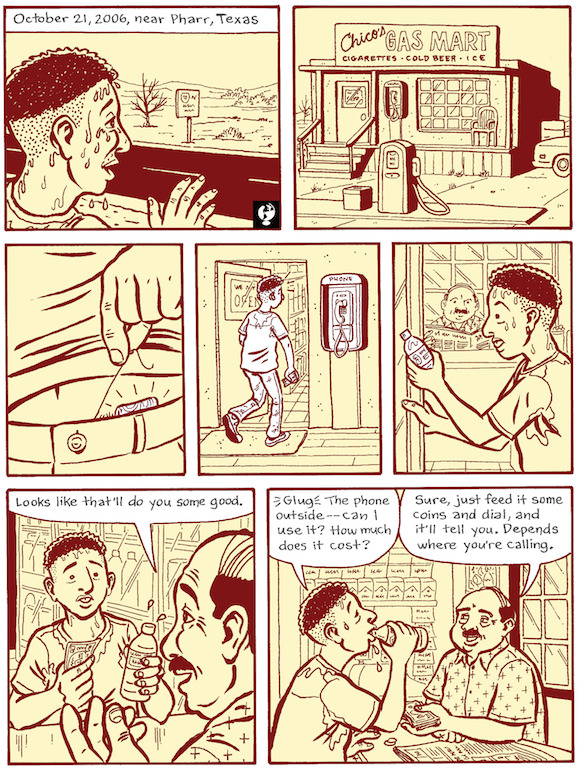 October 21, 2006, near Pharr, Texas
Chico's GAS MART
CIGARETTES · COLD BEER · ICE
OPEN
PHONE
Looks like that'll do you some good.
Glug The phone
outside -- can I
use it? How much
does it cost?
Sure, just feed it some
coins and dial, and
it'll tell you. Depends
where you're calling.